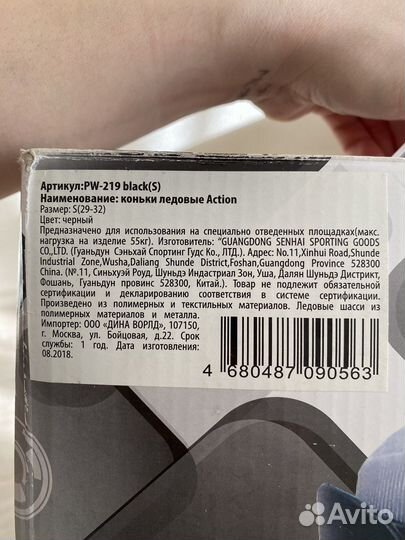 Артикул:PW-219 black(S)
Наименование: коньки ледовые Action
Размер: S(29-32)
Цвет: черный
Предназначено для использования на специально отведенных площадках(макс.
нагрузка на изделие 55кг). Изготовитель: "GUANGDONG SENHAI SPORTING GOODS
CO.,LTD. (Гуаньдун Сэньхай Спортинг Гудс Ко., ЛТД.). Адрес: No.11,Xinhui Road,Shunde
Industrial Zone,Wusha,Daliang Shunde District,Foshan,Guangdong Province 528300
China. (№.11, Синьхуэй Роуд, Шуньдэ Индастриал Зон, Уша, Далян Шуньдэ Дистрикт,
Фошань, Гуаньдун провинс 528300, Китай). Товар не подлежит обязательной
сертификации и декларированию соответствия в системе сертификации.
Произведено из полимерных и текстильных материалов. Ледовые шасси из
полимерных материалов и металла.
Импортер: ООО «ДИНА ВОРЛД», 107150,
г. Москва, ул. Бойцовая, д.22. Срок
службы: 1 год. Дата изготовления:
08.2018.
4 680487 090563
Avito